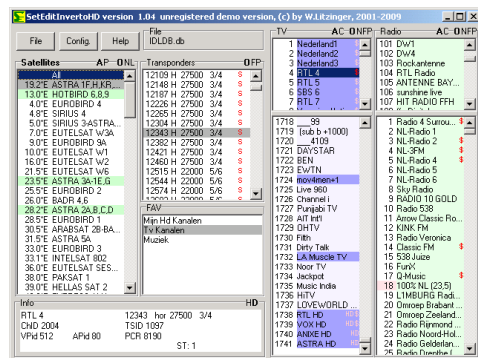 SetEditInvertoHD version 1.04 unregistered demo version, (c) by W.Litzinger, 2001-2009
File
Config.
Help
File
IDLDB.db
Satellites AP ONL
All
19.2°E ASTRA 1F,H,KR,...
13.0°E HOTBIRD 6,8,9
4.0°E EUROBIRD 4
4.8°E SIRIUS 4
5.0°E SIRIUS 3-ASTRA...
7.0°E EUTELSAT W3A
9.0°E EUROBIRD 9A
10.0°E EUTELSAT W1
16.0°E EUTELSAT W2
21.5°E EUTELSAT W6
23.5°E ASTRA 3A-1E,G
25.5°E EUROBIRD 2
26.0°E BADR 4,6
28.2°E ASTRA 2A,B,C,D
28.5°E EUROBIRD 1
30.5°E ARABSAT 2B-BA...
31.5°E ASTRA 5A
33.0°E EUROBIRD 3
33.1°E INTELSAT 802
36.0°E EUTELSAT SES...
38.0°E PAKSAT 1
39.0°E HELLAS SAT 2
Transponders OFP
12109 H 27500 3/4 S
12148 H 27500 3/4 S
12187 H 27500 3/4 S
12226 H 27500 3/4 S
12265 H 27500 3/4 S
12304 H 27500 3/4 S
12343 H 27500 3/4 S
12382 H 27500 3/4 S
12421 H 27500 3/4 S
12460 H 27500 3/4 S
12515 H 22000 5/6 S
12544 H 22000 5/6 S
FAV
Mijn Hd Kanalen
Tv Kanalen
Muziek
TV AC ONFP
1 Nederland1
2 Nederland2
3 Nederland3
4 RTL 4
5 RTL 5
6 SBS 6
7 RTL 7
1718 __99
1719 (sub b +1000)
1720 __4109
1721 DAYSTAR
1722 BEN
1723 EWTN
1724 mov4men+1
1725 Live 960
1726 Channel i
1727 Punjabi TV
1728 AIT Int'l
1729 OHTV
1730 Filth
1731 Dirty Talk
1732 LA Muscle TV
1733 Noor TV
1734 Jackpot
1735 Music India
1736 HiTV
1737 LOVEWORLD ...
1738 RTL HD HD $
1739 VOX HD HD $
1740 ANIXE HD HD
1741 ASTRA HD HD
Radio AC ONFP
101 DW1
102 DW4
103 Rockantenne
104 RTL Radio
105 ANTENNE BAY...
106 sunshine live
107 HIT RADIO FFH
1 Radio 4 Surrou... $
2 NL-Radio 1
3 NL-Radio 2 $
4 NL-3FM $
5 NL-Radio 4 $
6 NL-Radio 5
7 NL-Radio 6
8 Sky Radio
9 RADIO 10 GOLD
10 Radio 538
11 Arrow Classic Ro...
12 KINK FM
13 Radio Veronica
14 Classic FM $
15 538 Juize
16 FunX
17 Q-Music $
18 100% NL (23,5)
19 L1MBURG Radi...
20 Omroep Brabant...
21 Omroep Zeeland...
22 Radio Rijnmond ...
23 Radio Noord-Hol...
24 Radio Gelderlan...
25 Radio Drenthe (
Info HD
RTL 4 12343 hor 27500 3/4
ChID 2004 TSID 1097
VPid 512 APid 80 PCR 8190
ST: 1